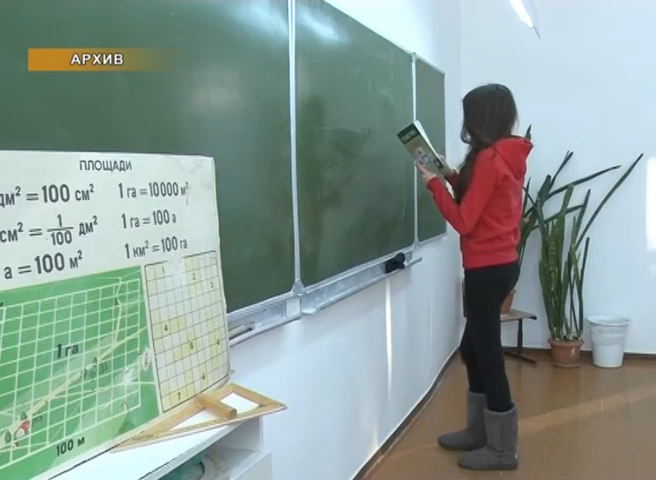 АРХИВ
ПЛОЩАДИ
дм² = 100 см² 1 га = 10000 м²
см² = 1/100 дм² 1 га = 100 а
а = 100 м² 1 км² = 100 га
1 га
100 м